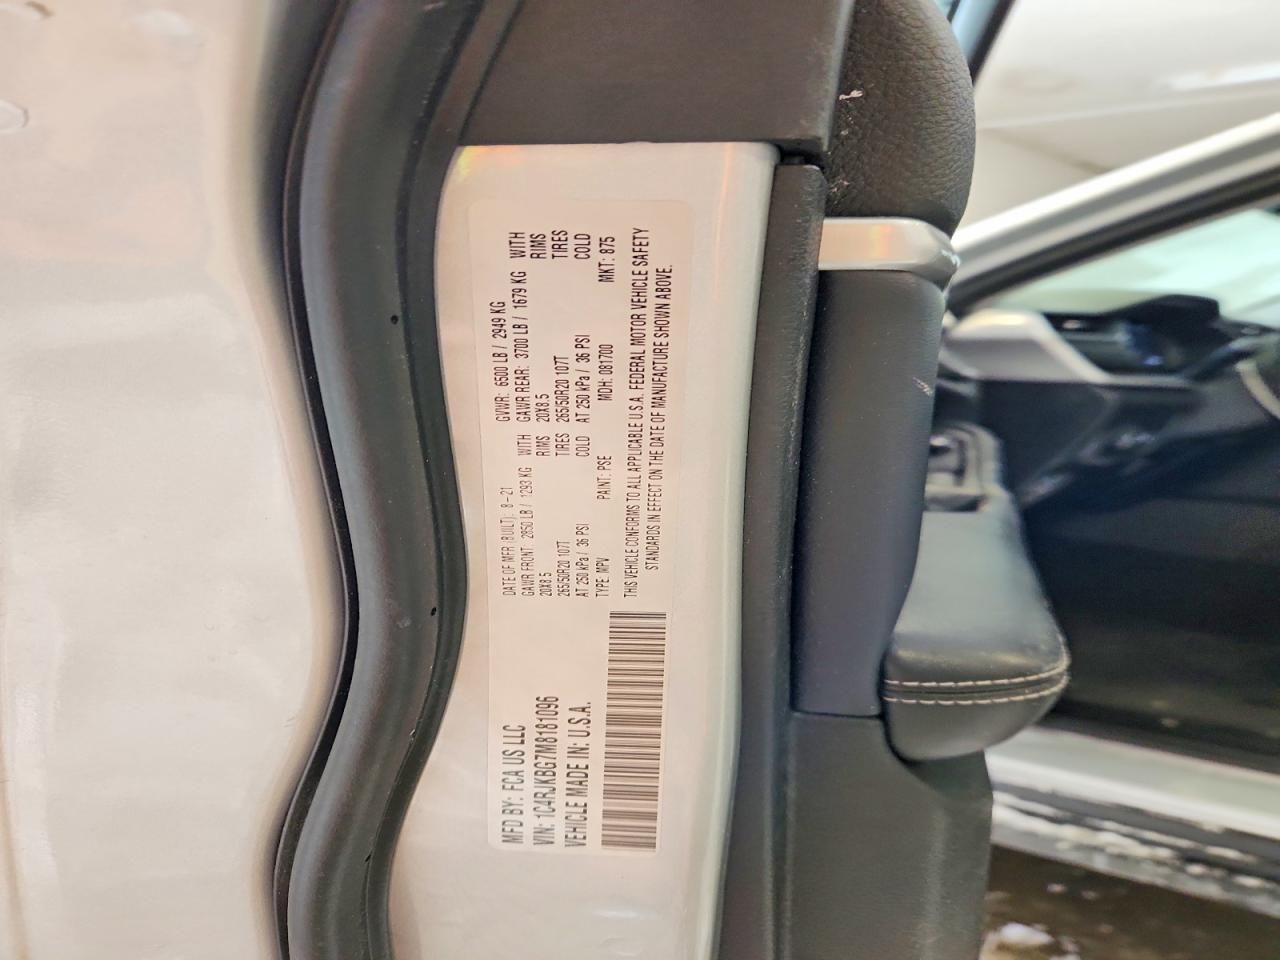 MFD BY: FCA US LLC
VIN: 1C4RJKBG7M8181096
VEHICLE MADE IN: U.S.A.
DATE OF MFR (BUILT): 8-21 GVWR: 6500 LB / 2949 KG
GAWR FRONT: 2850 LB / 1293 KG WITH GAWR REAR: 3700 LB / 1679 KG WITH
20X8.5 RIMS 20X8.5 RIMS
265/50R20 107T TIRES 265/50R20 107T TIRES
AT 250 kPa / 36 PSI COLD AT 250 kPa / 36 PSI COLD
TYPE: MPV PAINT: PSE MDH: 081700 MKT: 875
THIS VEHICLE CONFORMS TO ALL APPLICABLE U.S.A. FEDERAL MOTOR VEHICLE SAFETY
STANDARDS IN EFFECT ON THE DATE OF MANUFACTURE SHOWN ABOVE.